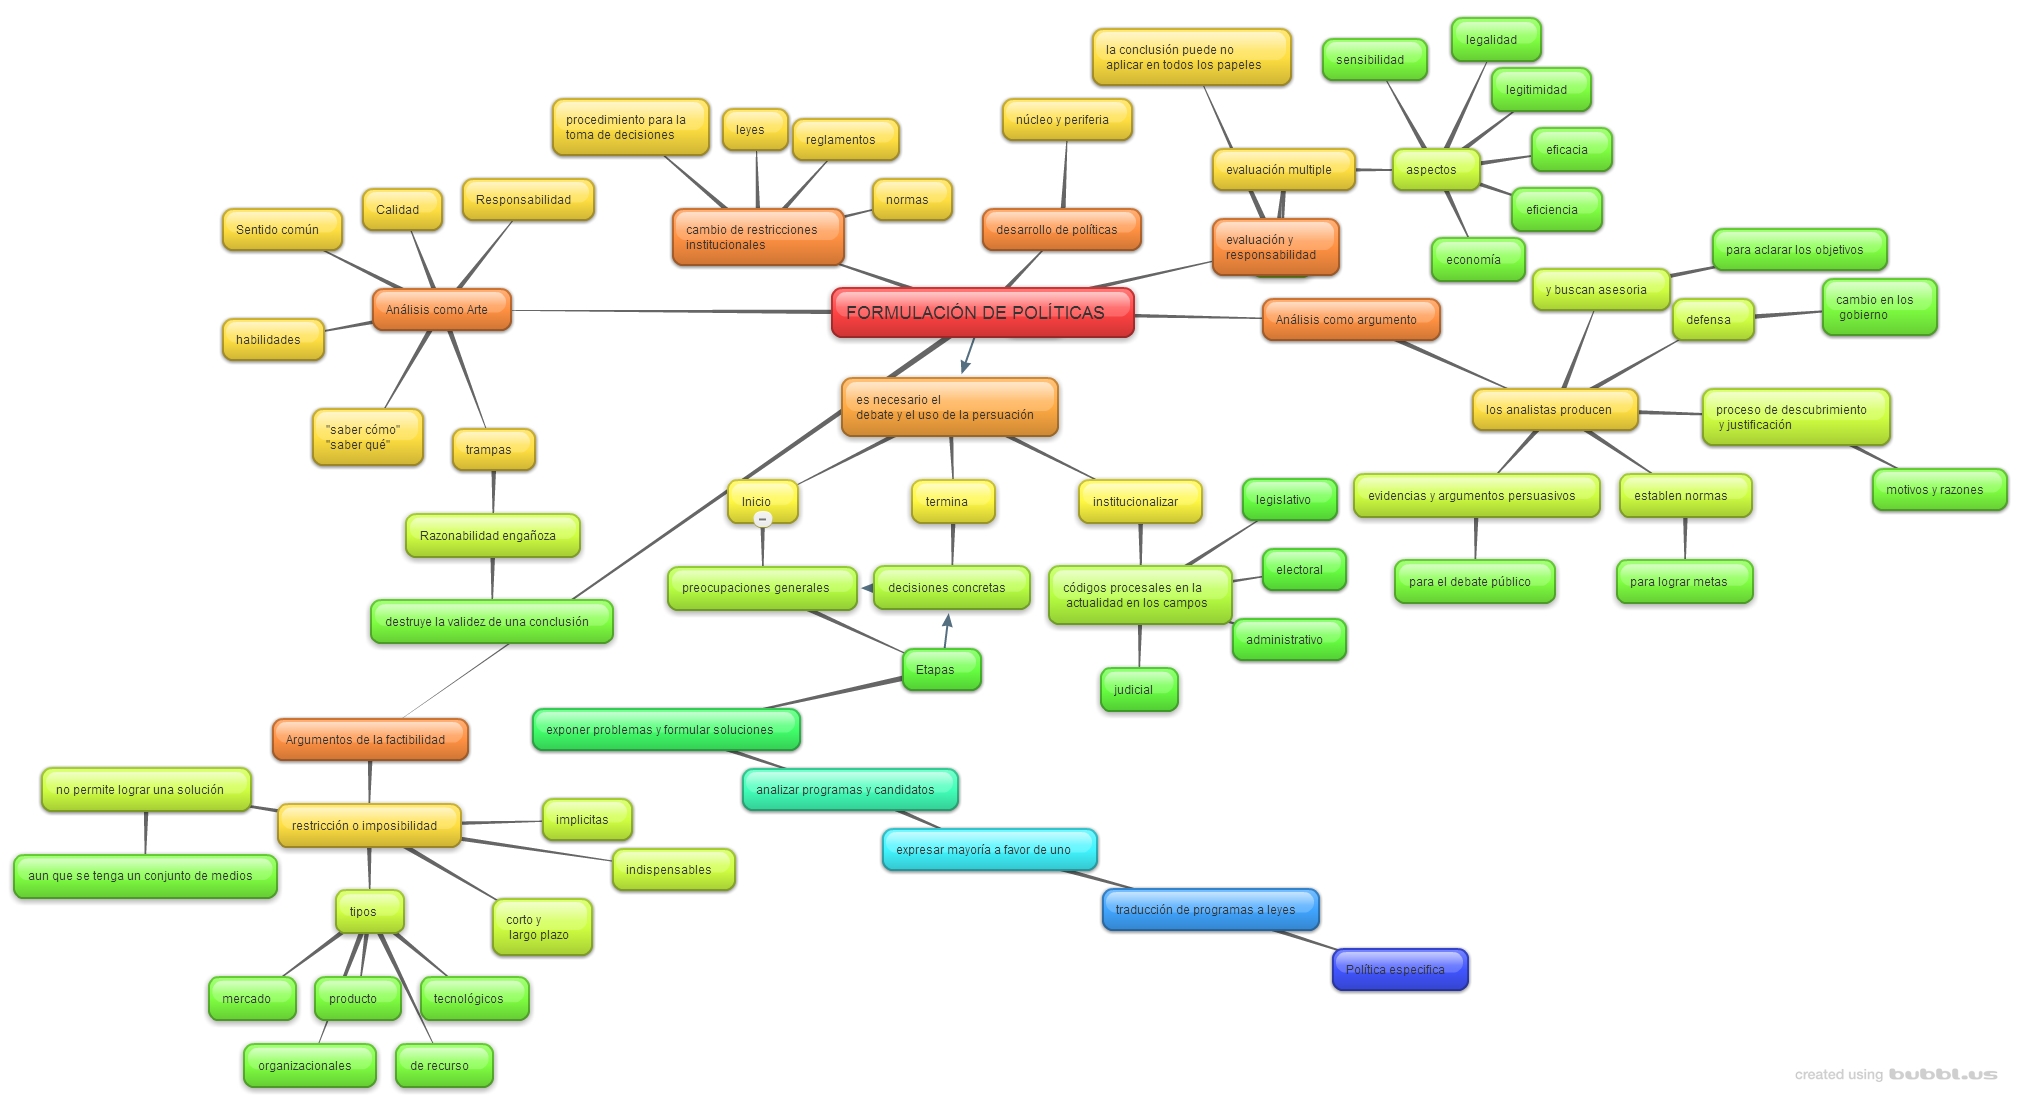 la conclusión puede no
aplicar en todos los papeles
sensibilidad
legalidad
legitimidad
procedimiento para la
toma de decisiones
leyes
reglamentos
núcleo y periferia
evaluación multiple
aspectos
eficacia
eficiencia
economía
Sentido común
Calidad
Responsabilidad
normas
cambio de restricciones
institucionales
desarrollo de políticas
evaluación y
responsabilidad
para aclarar los objetivos
y buscan asesoria
defensa
cambio en los
gobierno
Análisis como Arte
FORMULACIÓN DE POLÍTICAS
Análisis como argumento
habilidades
"saber cómo"
"saber qué"
trampas
es necesario el
debate y el uso de la persuación
los analistas producen
proceso de descubrimiento
y justificación
motivos y razones
Inicio
termina
institucionalizar
legislativo
evidencias y argumentos persuasivos
establen normas
Razonabilidad engañoza
preocupaciones generales
decisiones concretas
códigos procesales en la
actualidad en los campos
electoral
para el debate público
para lograr metas
destruye la validez de una conclusión
administrativo
Etapas
judicial
exponer problemas y formular soluciones
Argumentos de la factibilidad
no permite lograr una solución
analizar programas y candidatos
restricción o imposibilidad
implicitas
expresar mayoría a favor de uno
aun que se tenga un conjunto de medios
indispensables
tipos
corto y
largo plazo
traducción de programas a leyes
Política especifica
mercado
producto
tecnológicos
organizacionales
de recurso
created using bubbl.us